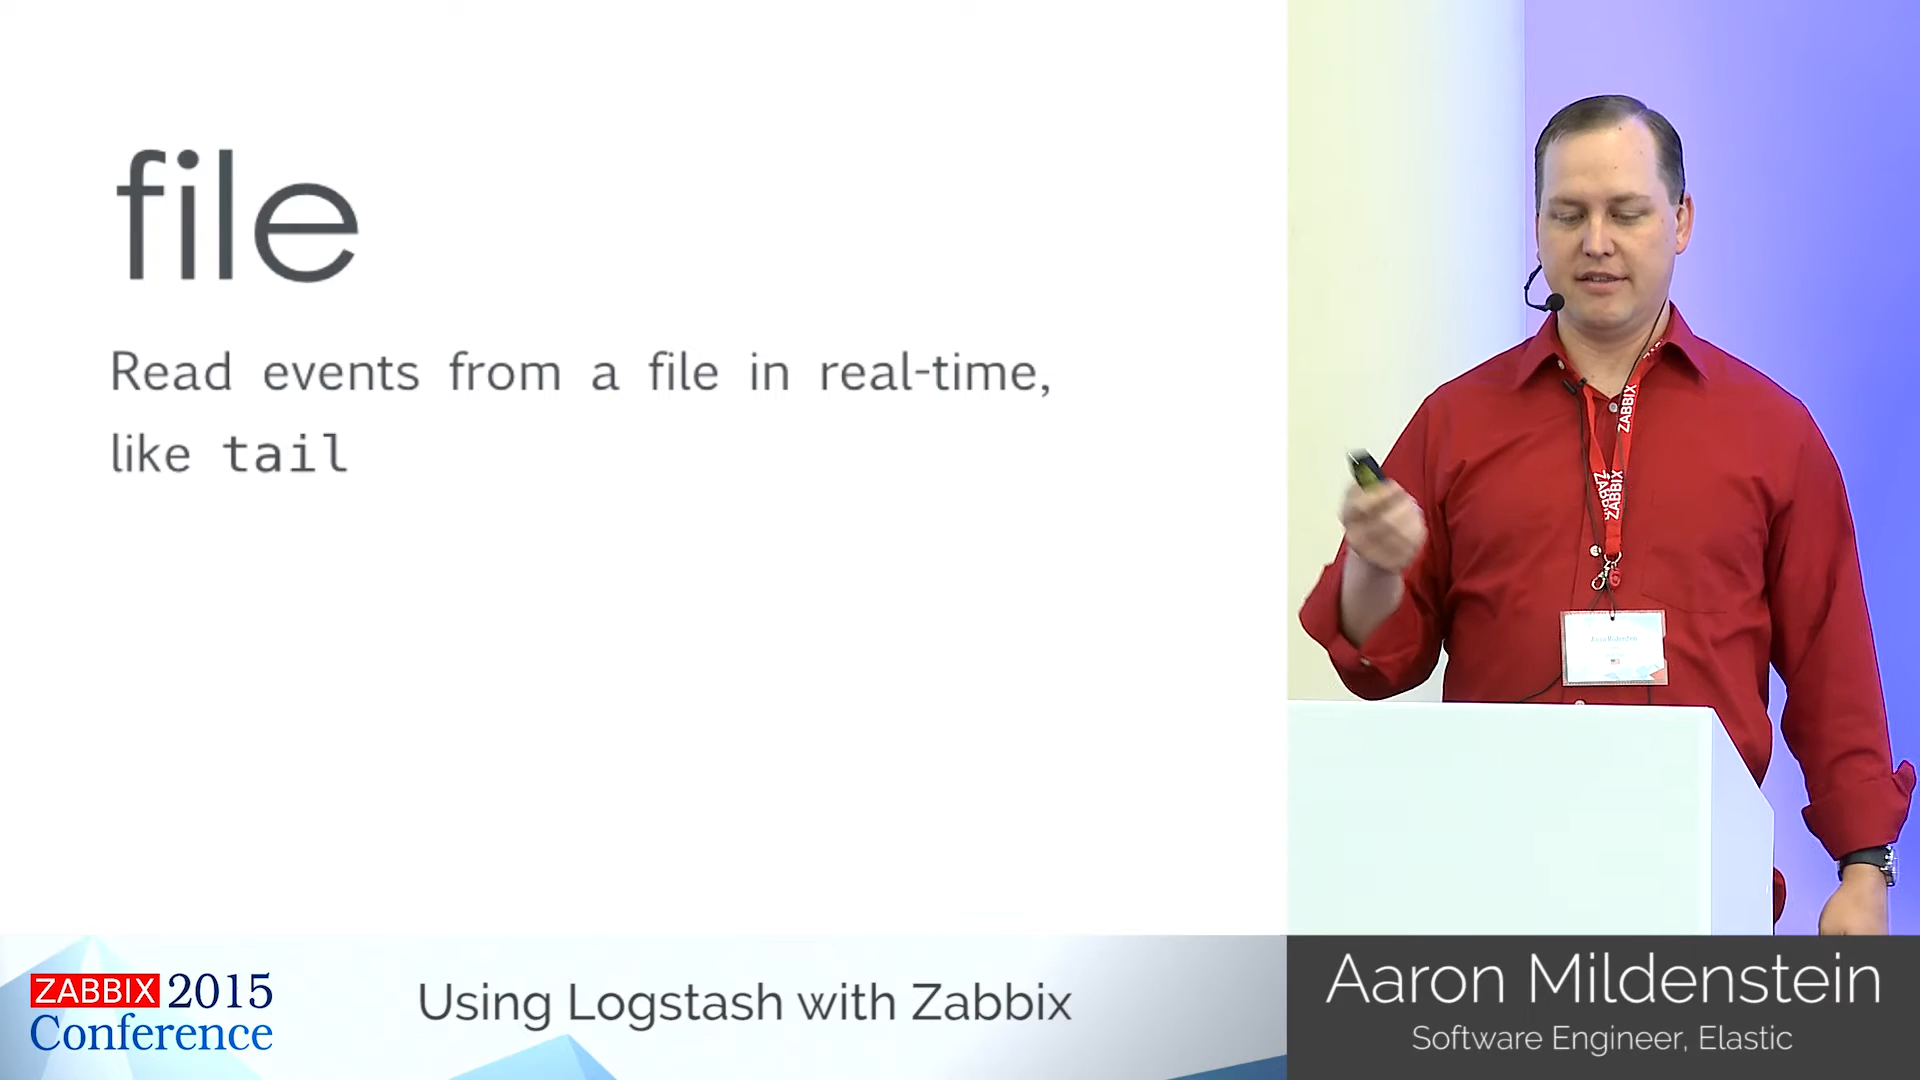 file
Read events from a file in real-time,
like tail
ZABBIX
ZABBIX
ZABBIX
ZABBIX 2015
Conference
Using Logstash with Zabbix
Aaron Mildenstein
Software Engineer, Elastic